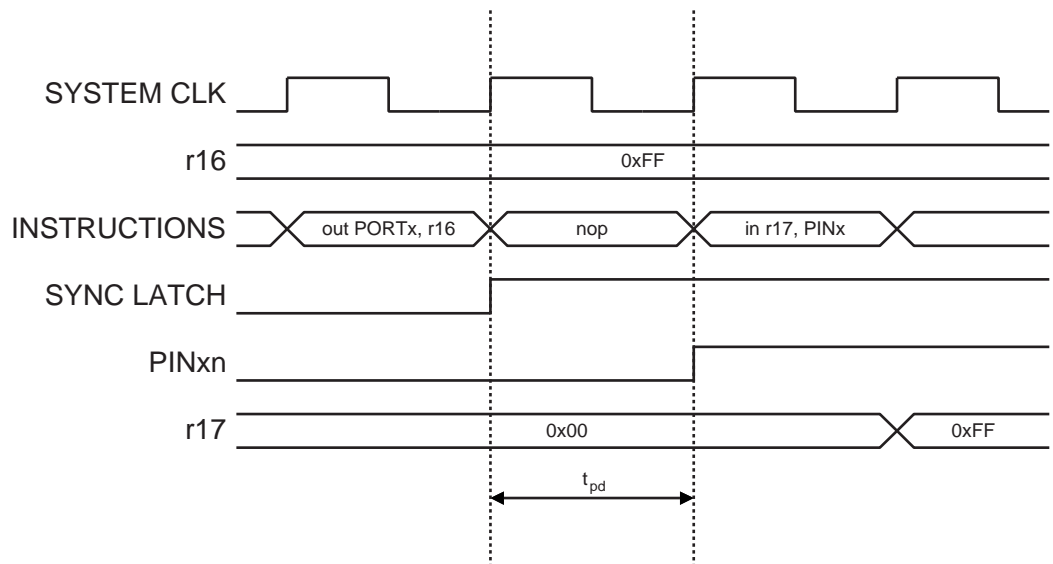 SYSTEM CLK
r16
0xFF
INSTRUCTIONS
out PORTx, r16
nop
in r17, PINx
SYNC LATCH
PINxn
r17
0x00
0xFF
tpd